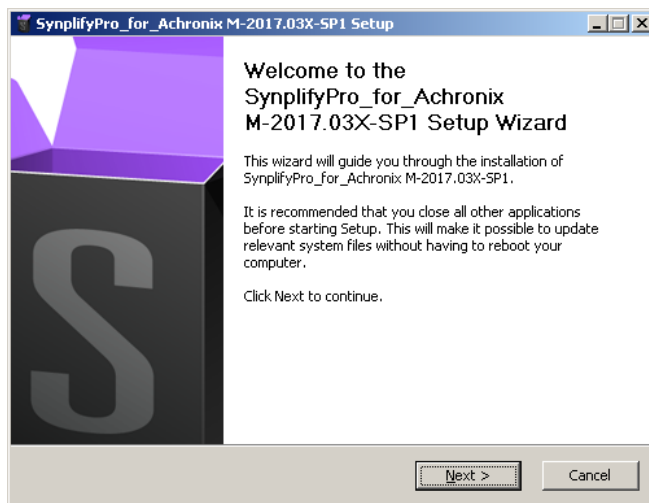 SynplifyPro_for_Achronix M-2017.03X-SP1 Setup
Welcome to the
SynplifyPro_for_Achronix
M-2017.03X-SP1 Setup Wizard
This wizard will guide you through the installation of
SynplifyPro_for_Achronix M-2017.03X-SP1.
It is recommended that you close all other applications
before starting Setup. This will make it possible to update
relevant system files without having to reboot your
computer.
Click Next to continue.
S
Next >
Cancel